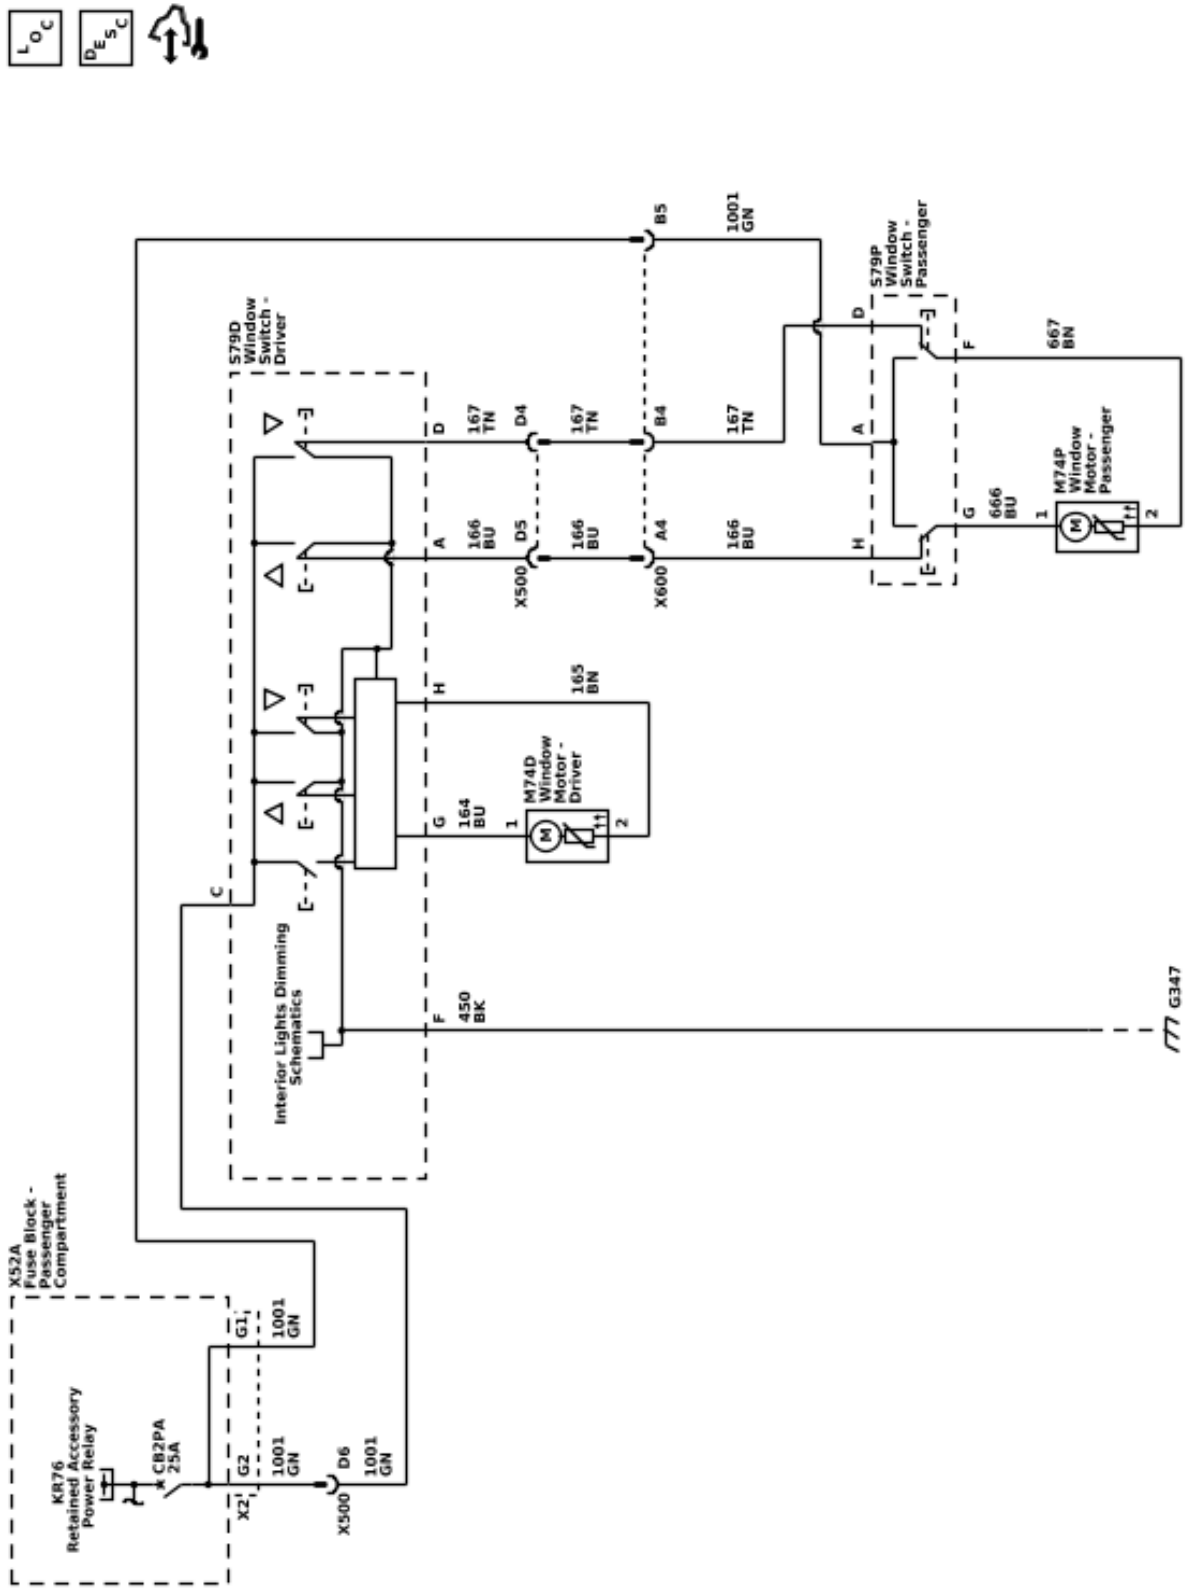 LOC
DESC
X52A
Fuse Block -
Passenger
Compartment
KR76
Retained Accessory
Power Relay
CB2PA
25A
X2
G2
G1
1001
GN
1001
GN
X500
D6
1001
GN
C
S79D
Window
Switch -
Driver
Interior Lights Dimming
Schematics
F
450
BK
G347
G
164
BU
H
165
BN
M74D
Window
Motor -
Driver
1
M
2
A
166
BU
D
167
TN
X500
D5
D4
166
BU
167
TN
X600
A4
B4
B5
166
BU
167
TN
1001
GN
S79P
Window
Switch -
Passenger
H
A
D
G
666
BU
F
667
BN
M74P
Window
Motor -
Passenger
1
M
2